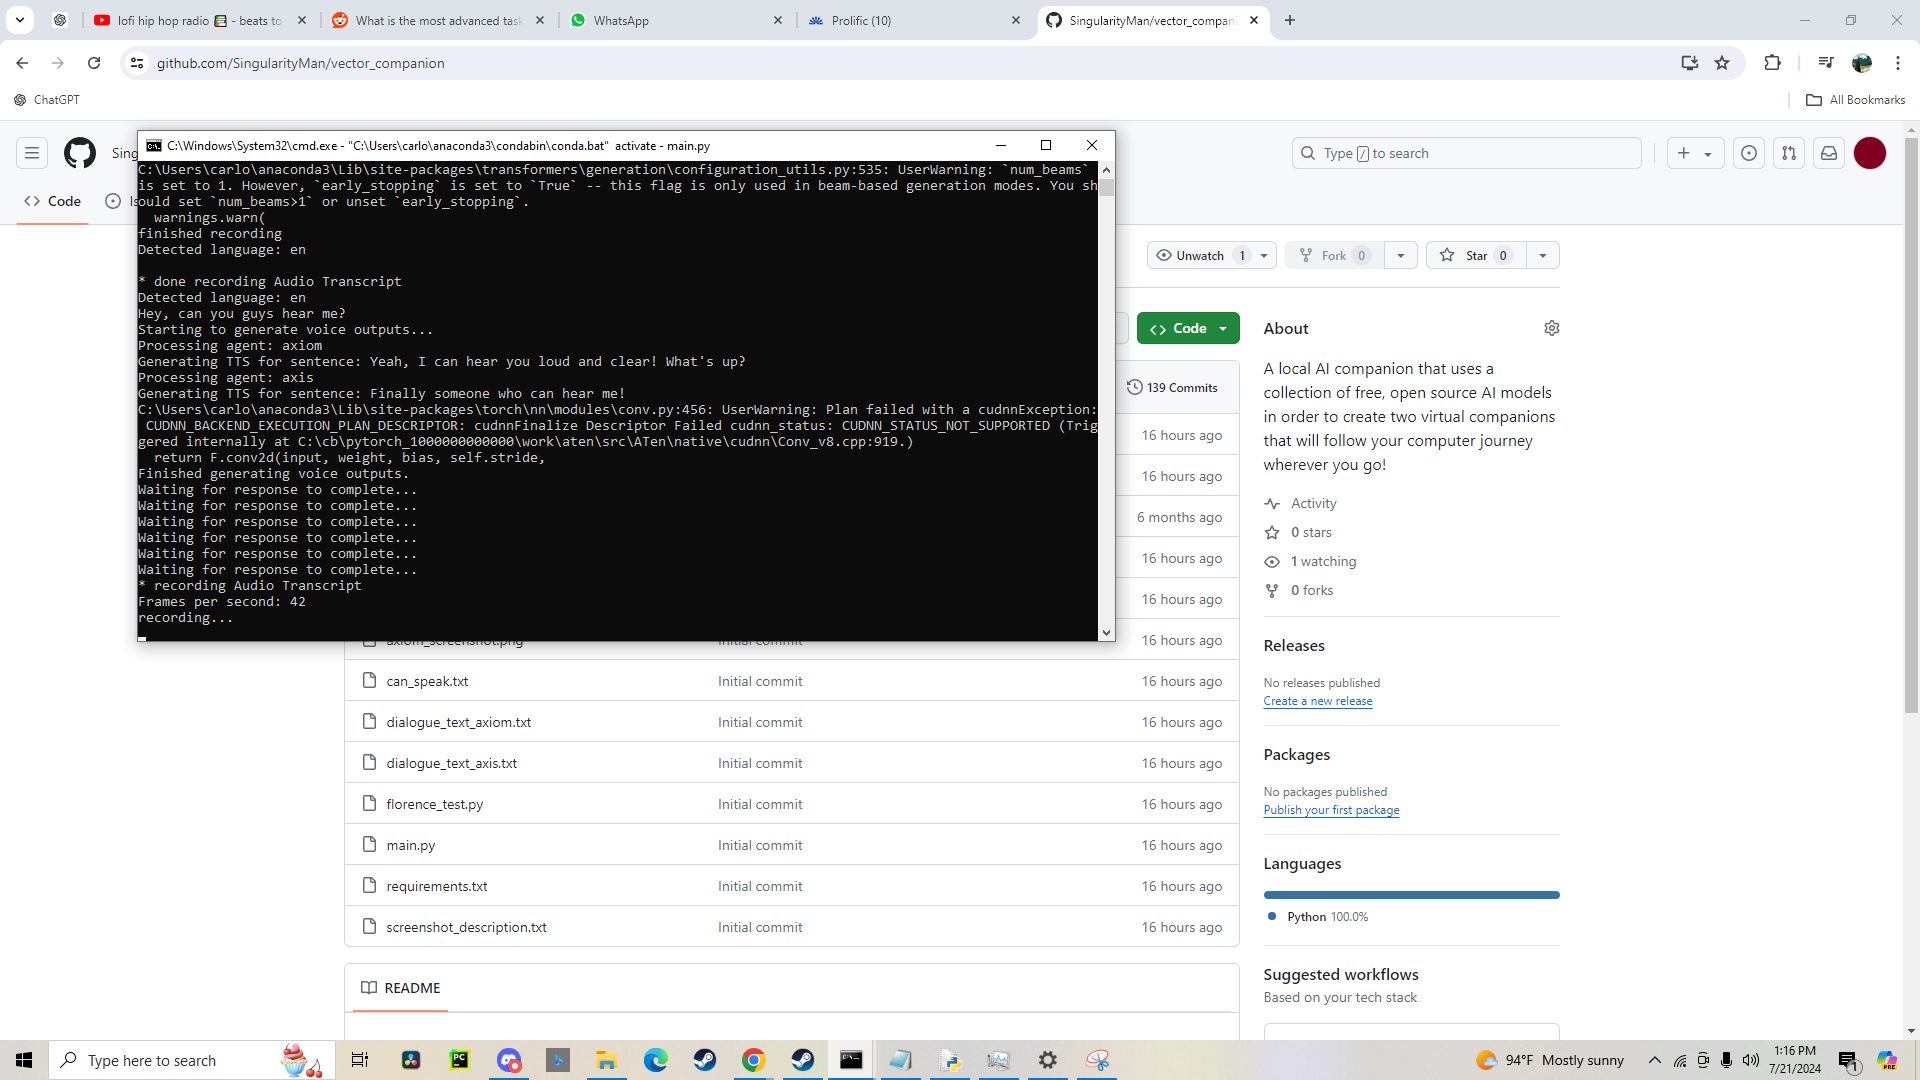 lofi hip hop radio 📚 - beats to
What is the most advanced task
WhatsApp
Prolific (10)
SingularityMan/vector_compani
github.com/SingularityMan/vector_companion
ChatGPT
All Bookmarks
Sing
Type / to search
Code
Is
C:\Windows\System32\cmd.exe - "C:\Users\carlo\anaconda3\condabin\conda.bat" activate - main.py
C:\Users\carlo\anaconda3\Lib\site-packages\transformers\generation\configuration_utils.py:535: UserWarning: `num_beams`
is set to 1. However, `early_stopping` is set to `True` -- this flag is only used in beam-based generation modes. You sh
ould set `num_beams>1` or unset `early_stopping`.
warnings.warn(
finished recording
Detected language: en
* done recording Audio Transcript
Detected language: en
Hey, can you guys hear me?
Starting to generate voice outputs...
Processing agent: axiom
Generating TTS for sentence: Yeah, I can hear you loud and clear! What's up?
Processing agent: axis
Generating TTS for sentence: Finally someone who can hear me!
C:\Users\carlo\anaconda3\Lib\site-packages\torch\nn\modules\conv.py:456: UserWarning: Plan failed with a cudnnException:
CUDNN_BACKEND_EXECUTION_PLAN_DESCRIPTOR: cudnnFinalize Descriptor Failed cudnn_status: CUDNN_STATUS_NOT_SUPPORTED (Trig
gered internally at C:\cb\pytorch_1000000000000\work\aten\src\ATen\native\cudnn\Conv_v8.cpp:919.)
return F.conv2d(input, weight, bias, self.stride,
Finished generating voice outputs.
Waiting for response to complete...
Waiting for response to complete...
Waiting for response to complete...
Waiting for response to complete...
Waiting for response to complete...
Waiting for response to complete...
* recording Audio Transcript
Frames per second: 42
recording...
Unwatch 1
Fork 0
Star 0
Code
139 Commits
16 hours ago
16 hours ago
6 months ago
16 hours ago
16 hours ago
axiom_screenshot.png Initial commit 16 hours ago
can_speak.txt Initial commit 16 hours ago
dialogue_text_axiom.txt Initial commit 16 hours ago
dialogue_text_axis.txt Initial commit 16 hours ago
florence_test.py Initial commit 16 hours ago
main.py Initial commit 16 hours ago
requirements.txt Initial commit 16 hours ago
screenshot_description.txt Initial commit 16 hours ago
README
About
A local AI companion that uses a
collection of free, open source AI models
in order to create two virtual companions
that will follow your computer journey
wherever you go!
Activity
0 stars
1 watching
0 forks
Releases
No releases published
Create a new release
Packages
No packages published
Publish your first package
Languages
Python 100.0%
Suggested workflows
Based on your tech stack
Type here to search
PC
94°F Mostly sunny
1:16 PM
7/21/2024
1
PRE